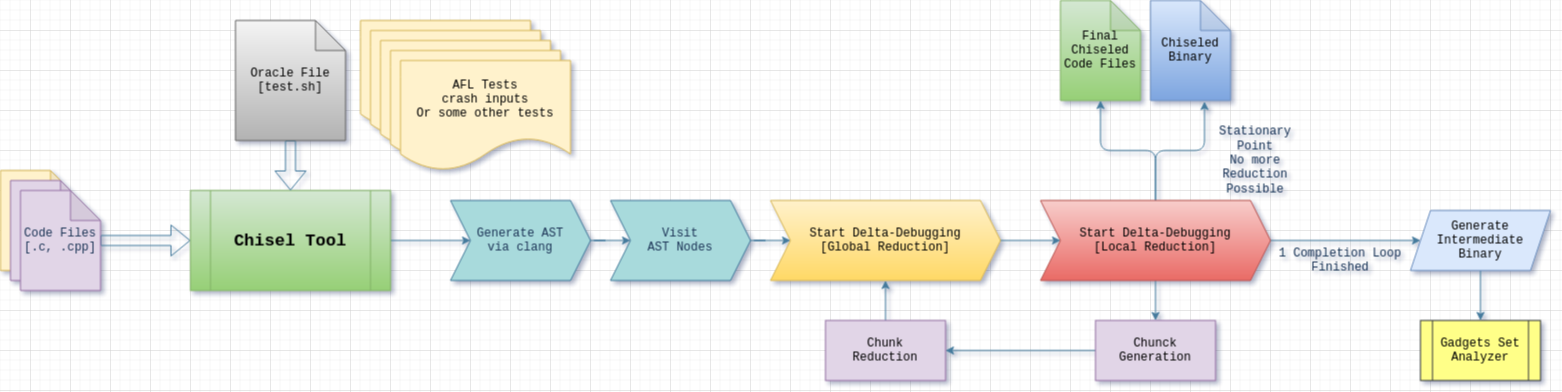 Oracle File
[test.sh]
AFL Tests
crash inputs
Or some other tests
Final
Chiseled
Code Files
Chiseled
Binary
Stationary
Point
No more
Reduction
Possible
Code Files
[.c, .cpp]
Chisel Tool
Generate AST
via clang
Visit
AST Nodes
Start Delta-Debugging
[Global Reduction]
Start Delta-Debugging
[Local Reduction]
1 Completion Loop
Finished
Generate
Intermediate
Binary
Chunk
Reduction
Chunck
Generation
Gadgets Set
Analyzer